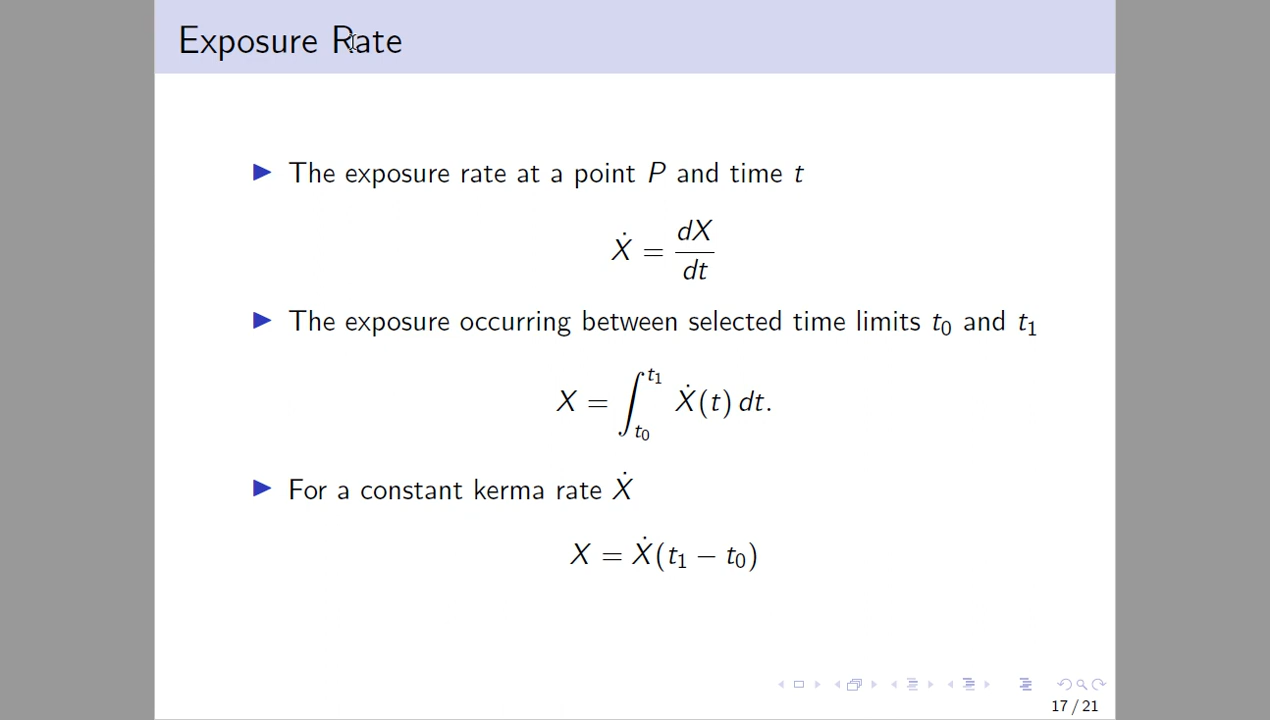 Exposure Rate
▶ The exposure rate at a point P and time t
Ẋ = dX/dt
▶ The exposure occurring between selected time limits t₀ and t₁
X = ∫_{t₀}^{t₁} Ẋ(t) dt.
▶ For a constant kerma rate Ẋ
X = Ẋ(t₁ − t₀)
17 / 21